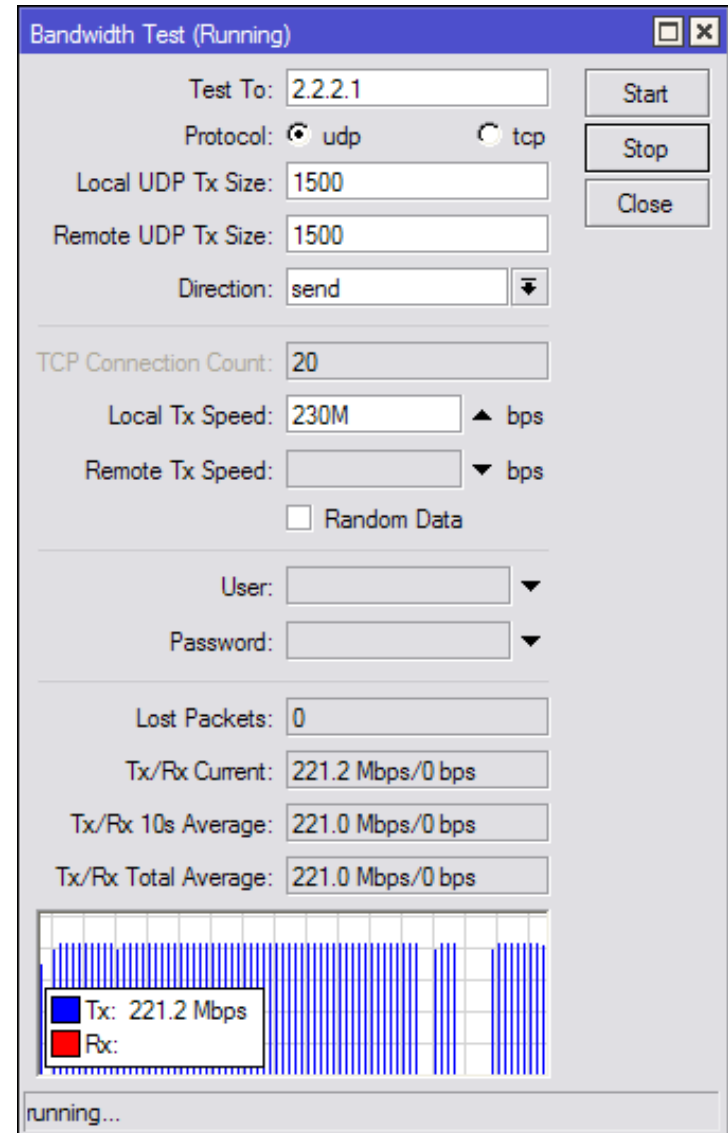 Bandwidth Test (Running)
Test To: 2.2.2.1
Start
Protocol: udp tcp
Stop
Local UDP Tx Size: 1500
Close
Remote UDP Tx Size: 1500
Direction: send
TCP Connection Count: 20
Local Tx Speed: 230M bps
Remote Tx Speed: bps
Random Data
User:
Password:
Lost Packets: 0
Tx/Rx Current: 221.2 Mbps/0 bps
Tx/Rx 10s Average: 221.0 Mbps/0 bps
Tx/Rx Total Average: 221.0 Mbps/0 bps
Tx: 221.2 Mbps
Rx:
running...